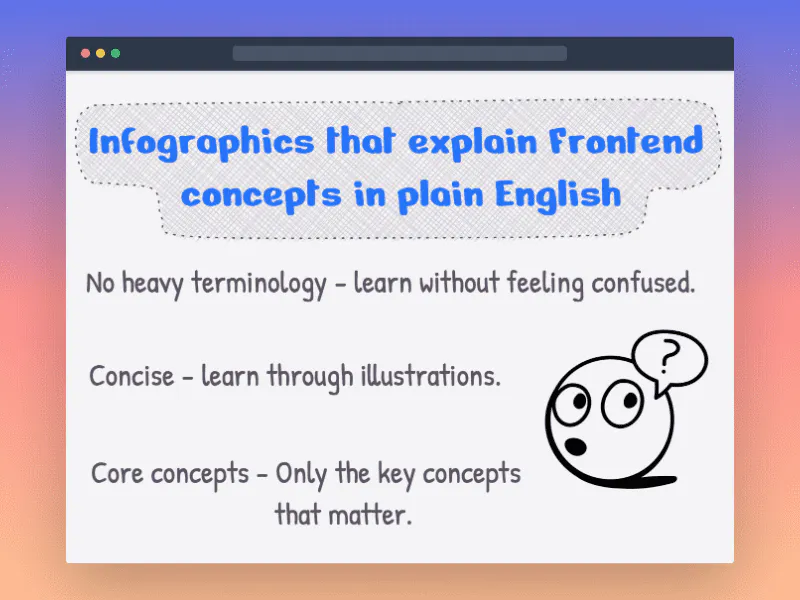 Infographics that explain Frontend
concepts in plain English
No heavy terminology - learn without feeling confused.
?
Concise - learn through illustrations.
Core concepts - Only the key concepts
that matter.